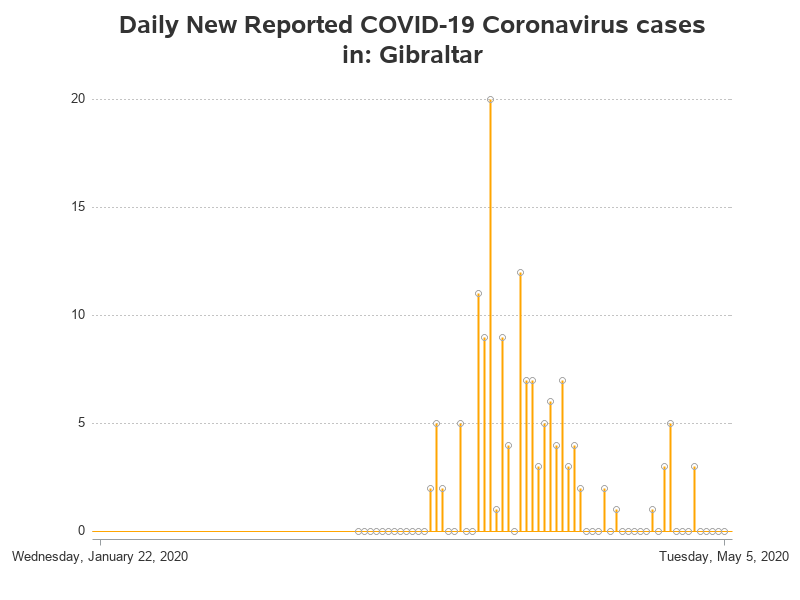 Daily New Reported COVID-19 Coronavirus cases
in: Gibraltar
20
15
10
5
0
Wednesday, January 22, 2020
Tuesday, May 5, 2020